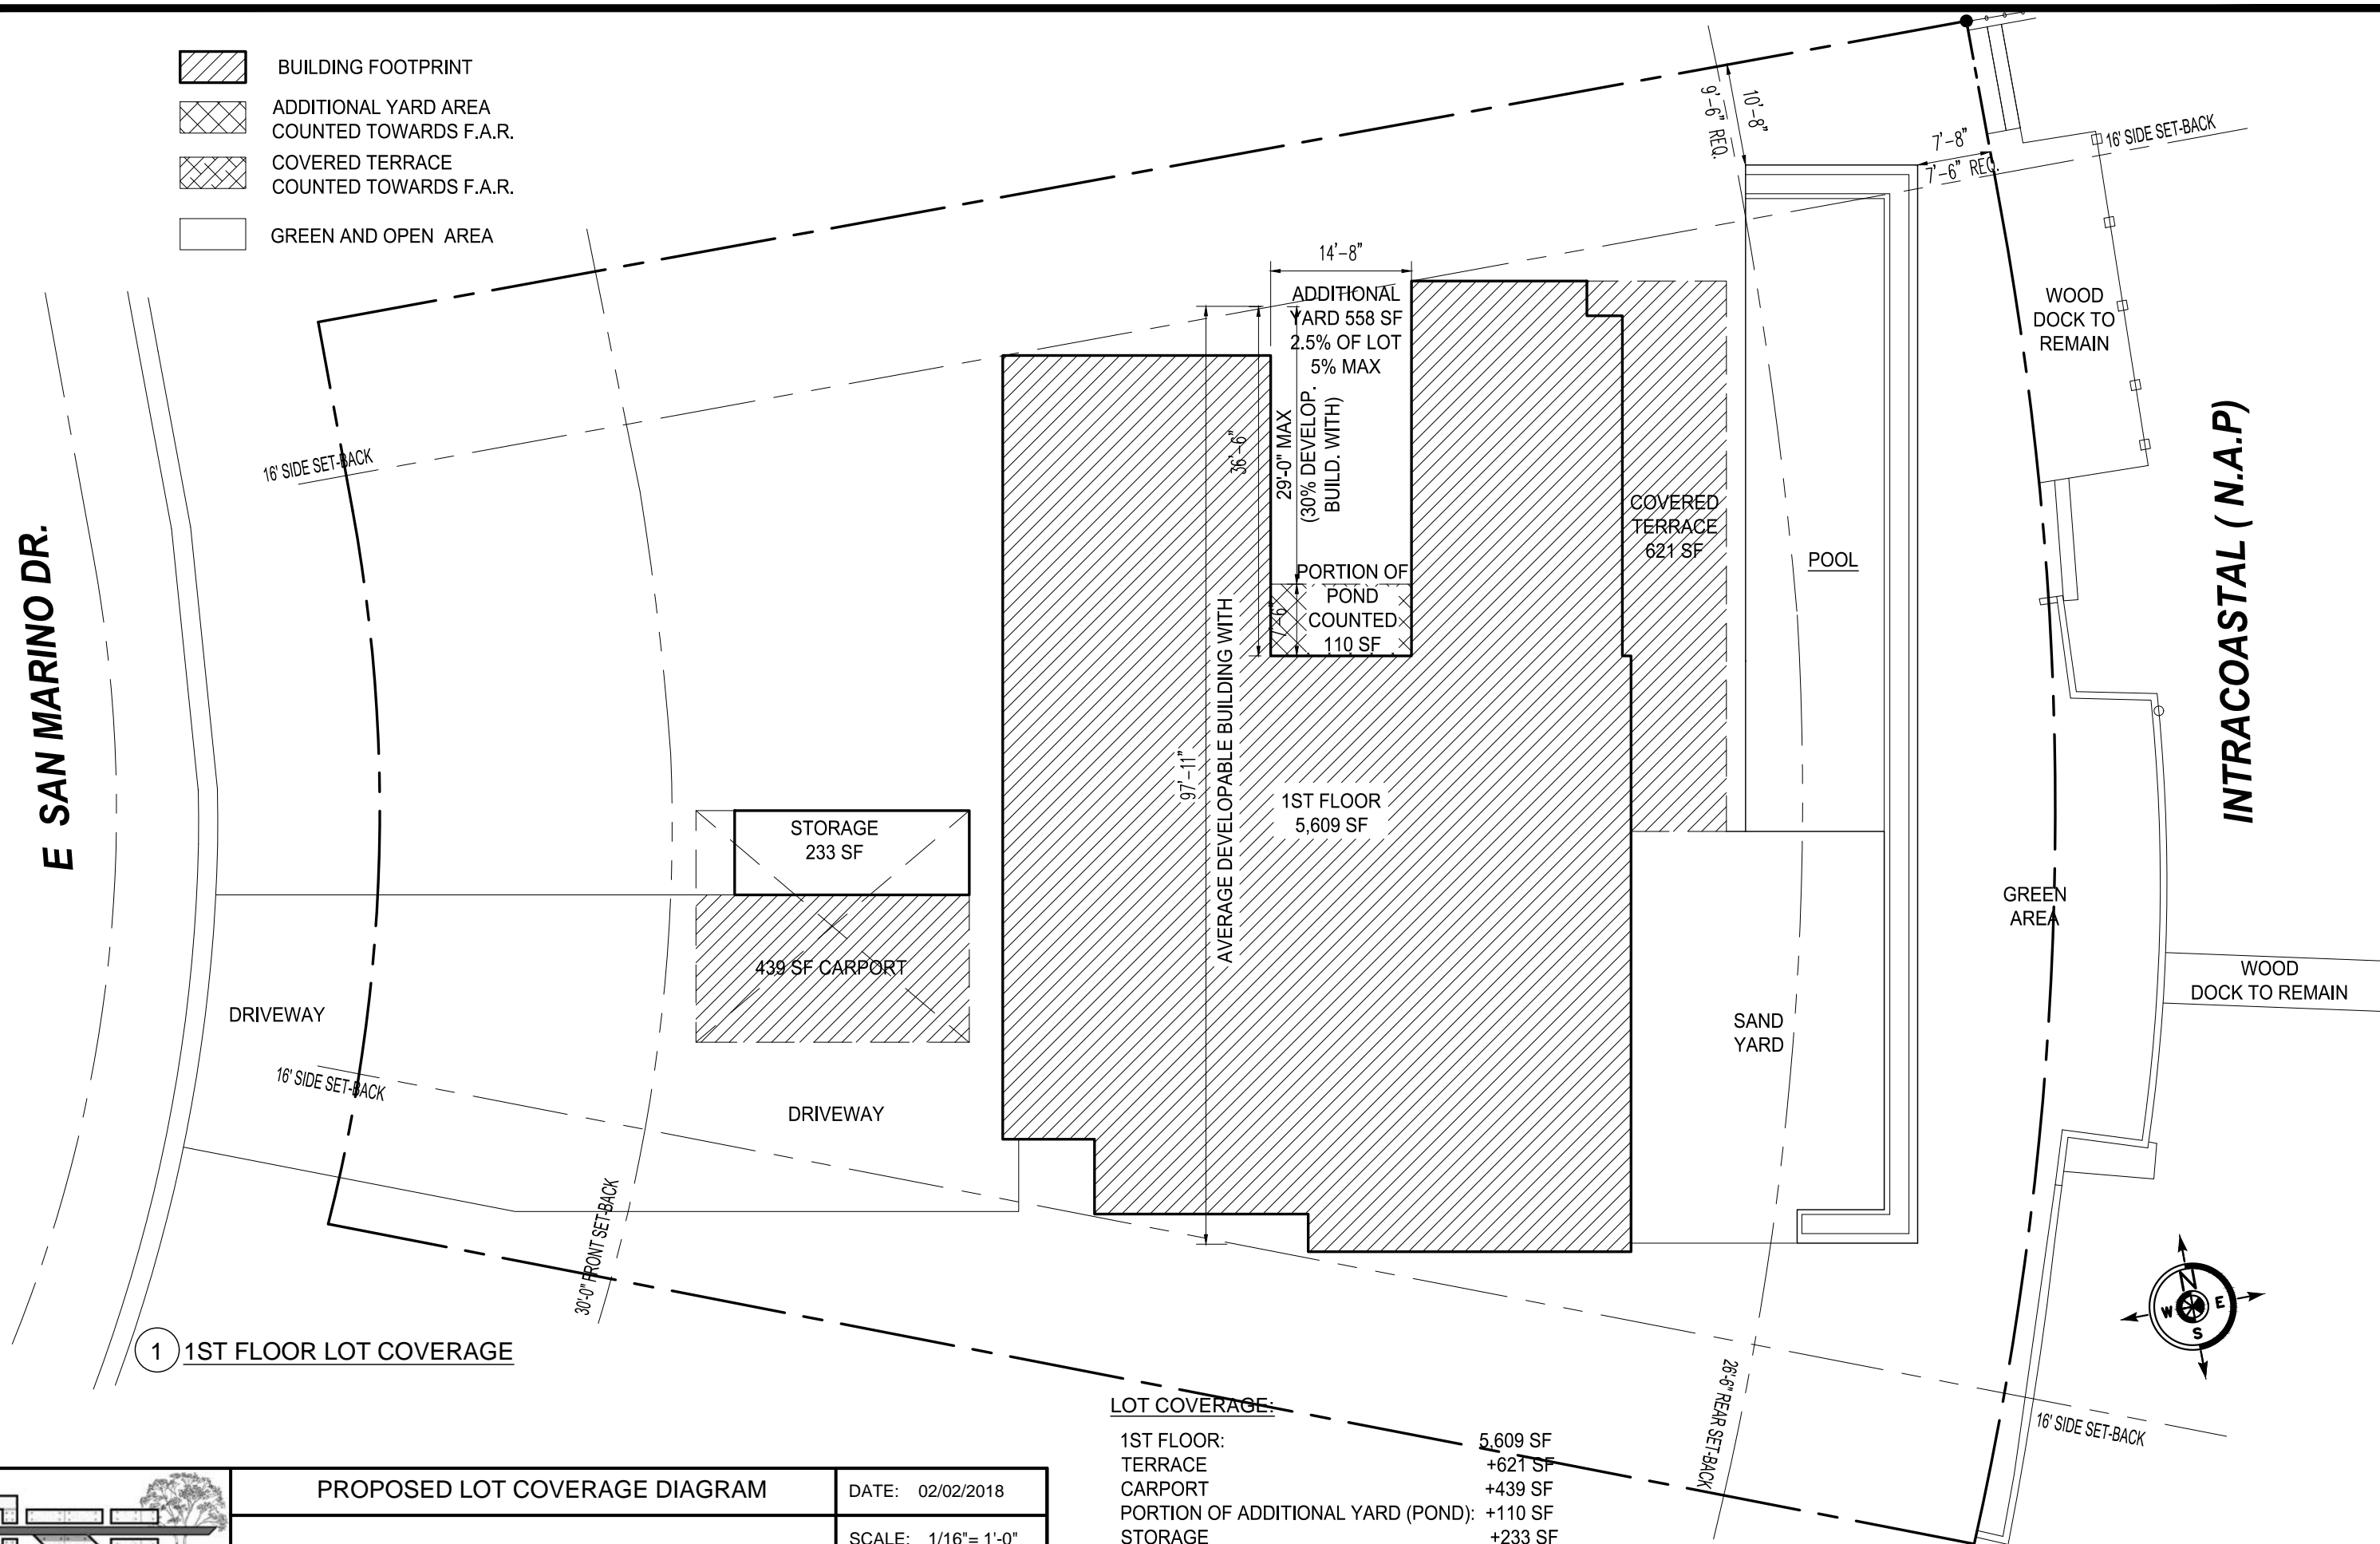 BUILDING FOOTPRINT
ADDITIONAL YARD AREA
COUNTED TOWARDS F.A.R.
COVERED TERRACE
COUNTED TOWARDS F.A.R.
GREEN AND OPEN AREA
9'-6" REQ.
10'-8"
7'-8"
7'-6" REQ.
16' SIDE SET-BACK
14'-8"
ADDITIONAL
YARD 558 SF
2.5% OF LOT
5% MAX
WOOD
DOCK TO
REMAIN
36'-6"
29'-0" MAX
(30% DEVELOP.
BUILD. WITH)
16' SIDE SET-BACK
COVERED
TERRACE
621 SF
POOL
INTRACOASTAL ( N.A.P)
E SAN MARINO DR.
PORTION OF
POND
COUNTED
110 SF
7'-6"
97'-11"
AVERAGE DEVELOPABLE BUILDING WITH
1ST FLOOR
5,609 SF
STORAGE
233 SF
439 SF CARPORT
GREEN
AREA
WOOD
DOCK TO REMAIN
DRIVEWAY
SAND
YARD
16' SIDE SET-BACK
DRIVEWAY
30'-0" FRONT SET-BACK
N
W
E
S
1 1ST FLOOR LOT COVERAGE
26'-6" REAR SET-BACK
16' SIDE SET-BACK
LOT COVERAGE:
1ST FLOOR: 5,609 SF
TERRACE +621 SF
CARPORT +439 SF
PORTION OF ADDITIONAL YARD (POND): +110 SF
STORAGE +233 SF
PROPOSED LOT COVERAGE DIAGRAM
DATE: 02/02/2018
SCALE: 1/16"= 1'-0"